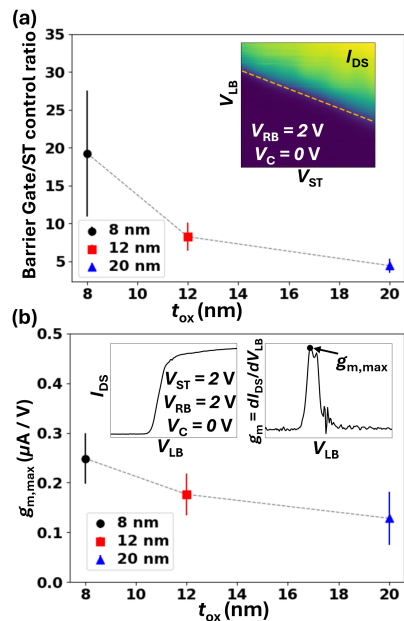 (a)
35
30
25
20
15
10
5
Barrier Gate/ST control ratio
I_DS
V_LB
V_RB = 2 V
V_C = 0 V
V_ST
8 nm
12 nm
20 nm
8 10 12 14 16 18 20
t_ox (nm)
(b)
0.5
0.4
0.3
0.2
0.1
0.0
g_m,max (μA / V)
I_DS
V_ST = 2 V
V_RB = 2 V
V_C = 0 V
V_LB
g_m = dI_DS/dV_LB
g_m,max
V_LB
8 nm
12 nm
20 nm
8 10 12 14 16 18 20
t_ox (nm)